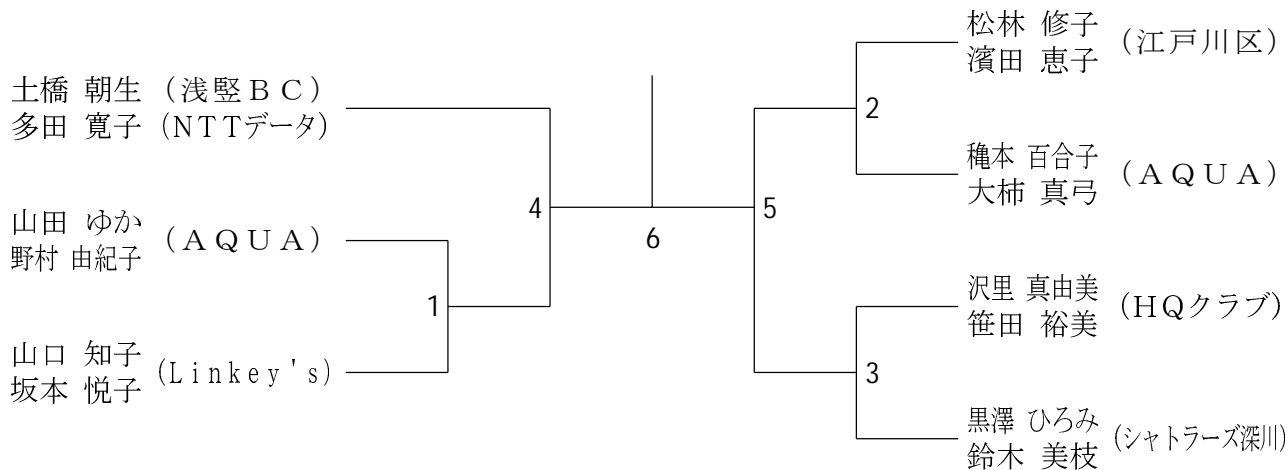 土橋 朝生 (浅堅ＢＣ)
多田 寛子 (ＮＴＴデータ)
山田 ゆか
野村 由紀子
(ＡＱＵＡ)
山口 知子
坂本 悦子
(Linkey's)
1
4
6
5
2
3
松林 修子
濱田 恵子
(江戸川区)
穐本 百合子
大柿 真弓
(ＡＱＵＡ)
沢里 真由美
笹田 裕美
(ＨＱクラブ)
黒澤 ひろみ
鈴木 美枝
(シャトラーズ深川)